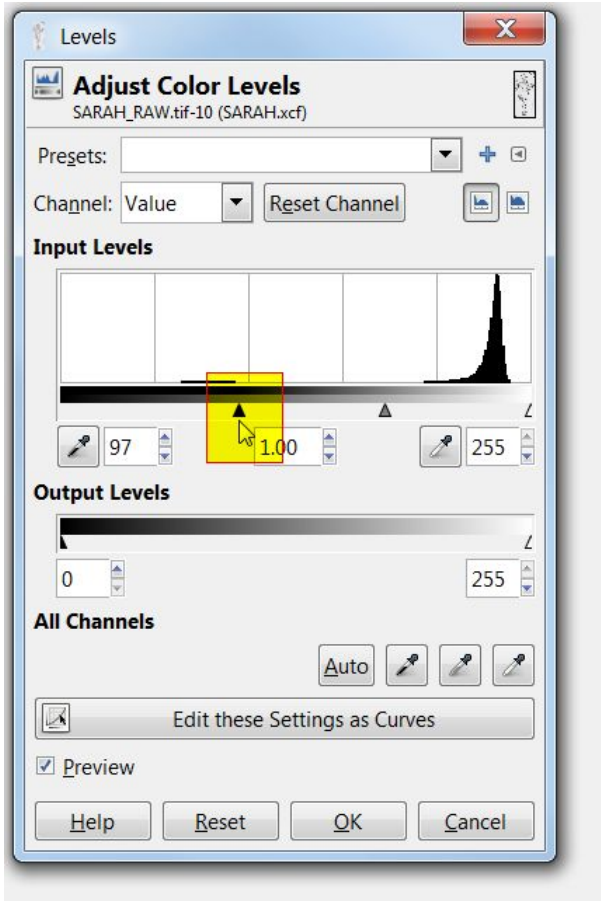 Levels
Adjust Color Levels
SARAH_RAW.tif-10 (SARAH.xcf)
Presets:
Channel: Value Reset Channel
Input Levels
97 1.00 255
Output Levels
0 255
All Channels
Auto
Edit these Settings as Curves
Preview
Help Reset OK Cancel